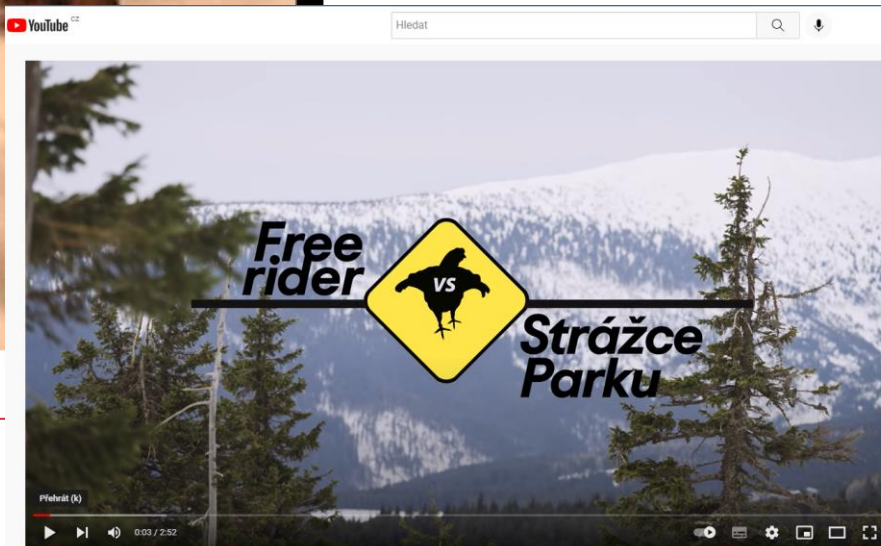 YouTube CZ
Hledat
Free
rider
VS
Strážce
Parku
Přehrát (k)
0:03 / 2:52